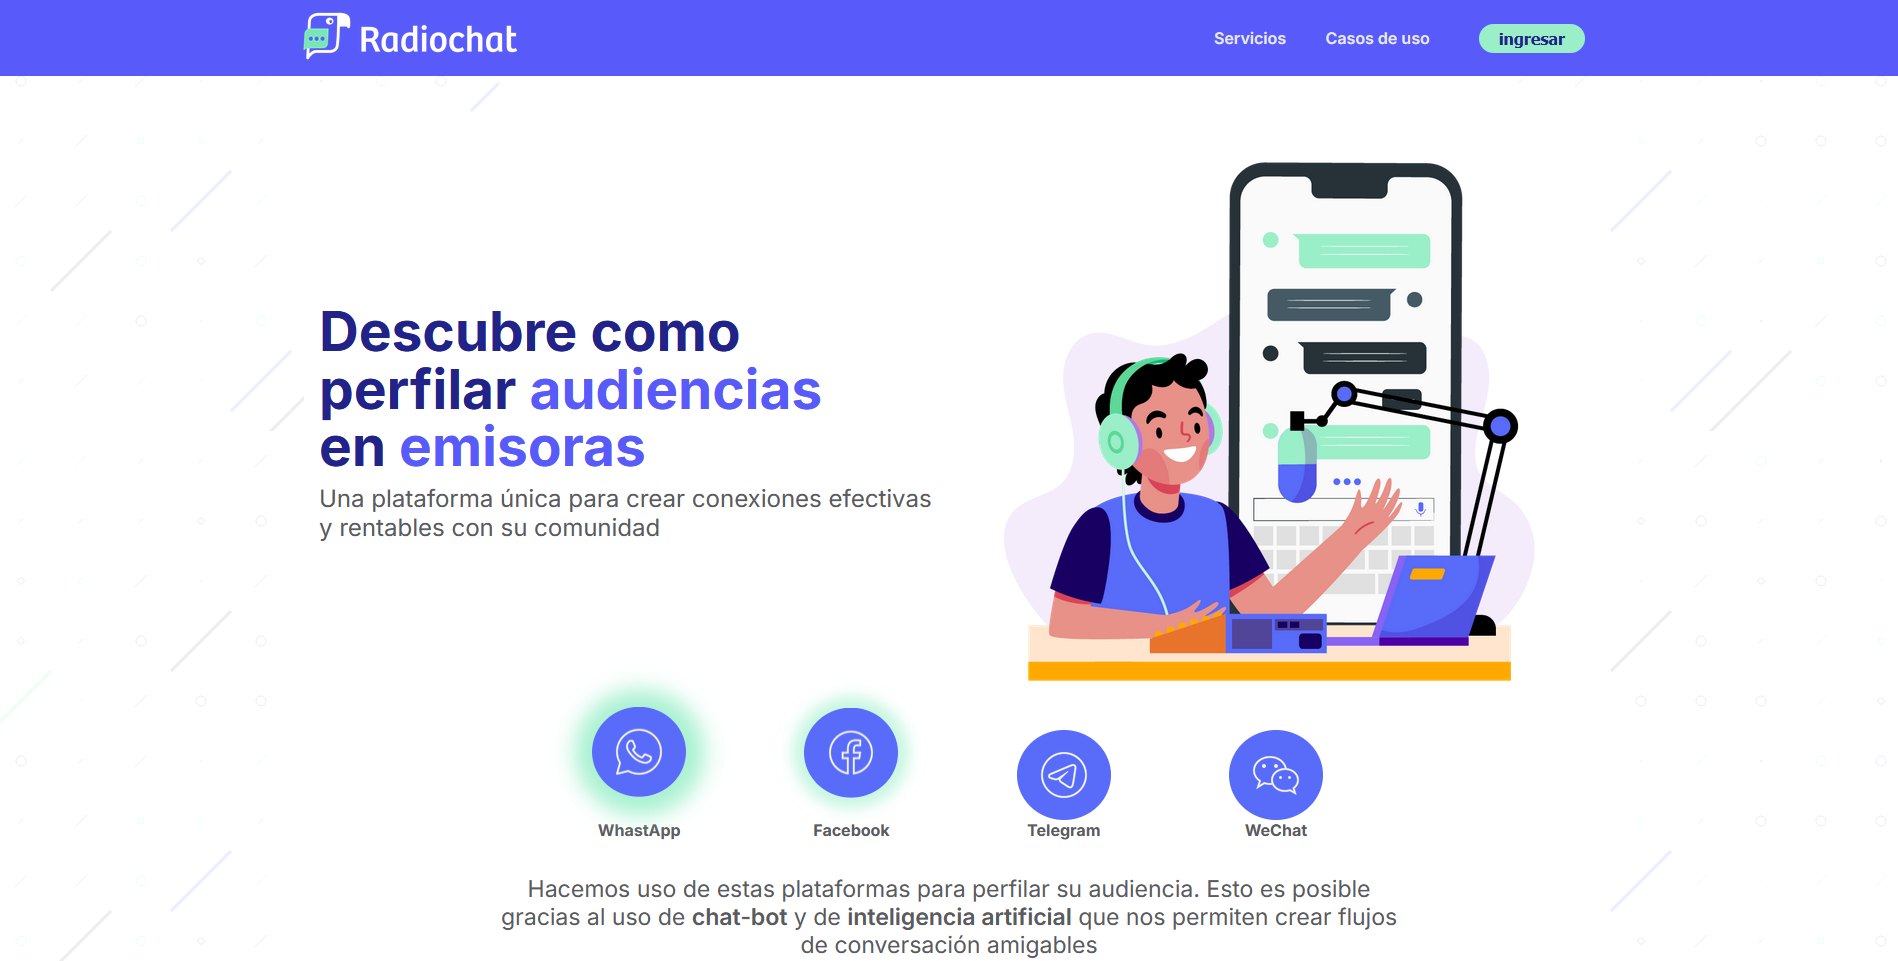 Radiochat
Servicios
Casos de uso
ingresar
Descubre como
perfilar audiencias
en emisoras
Una plataforma única para crear conexiones efectivas
y rentables con su comunidad
WhastApp
Facebook
Telegram
WeChat
Hacemos uso de estas plataformas para perfilar su audiencia. Esto es posible
gracias al uso de chat-bot y de inteligencia artificial que nos permiten crear flujos
de conversación amigables